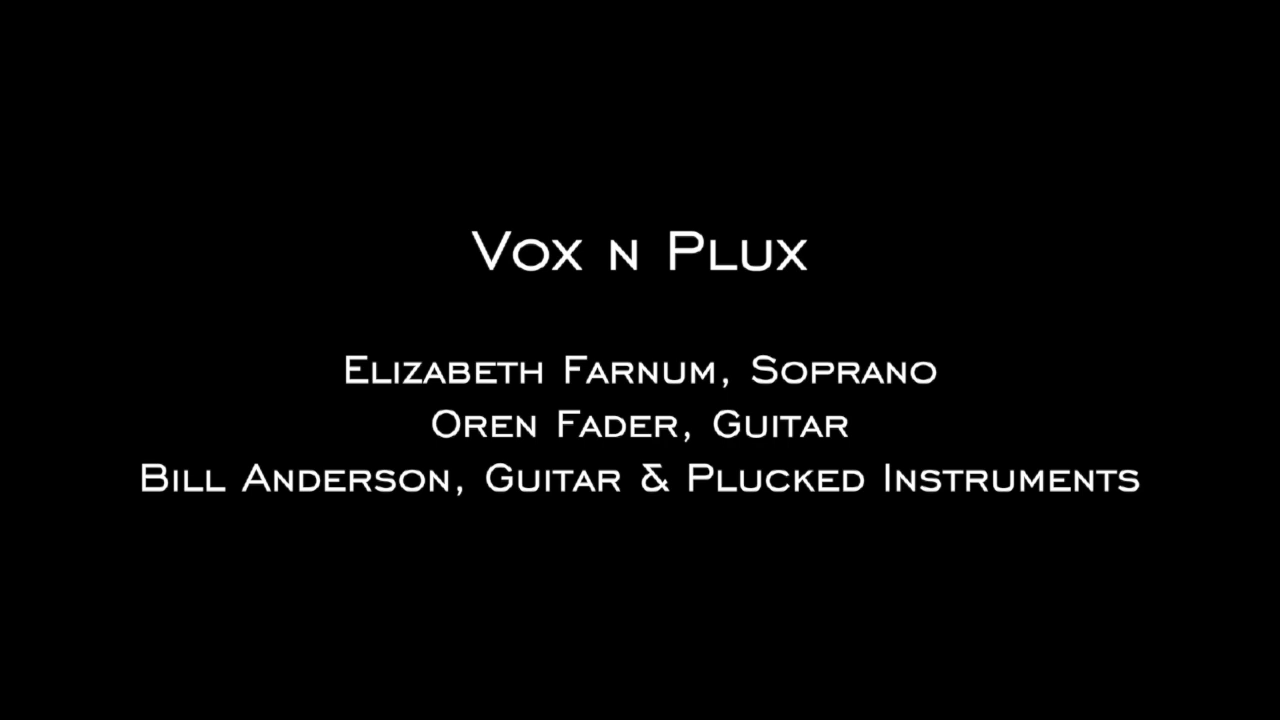 Vox n Plux
Elizabeth Farnum, Soprano
Oren Fader, Guitar
Bill Anderson, Guitar & Plucked Instruments